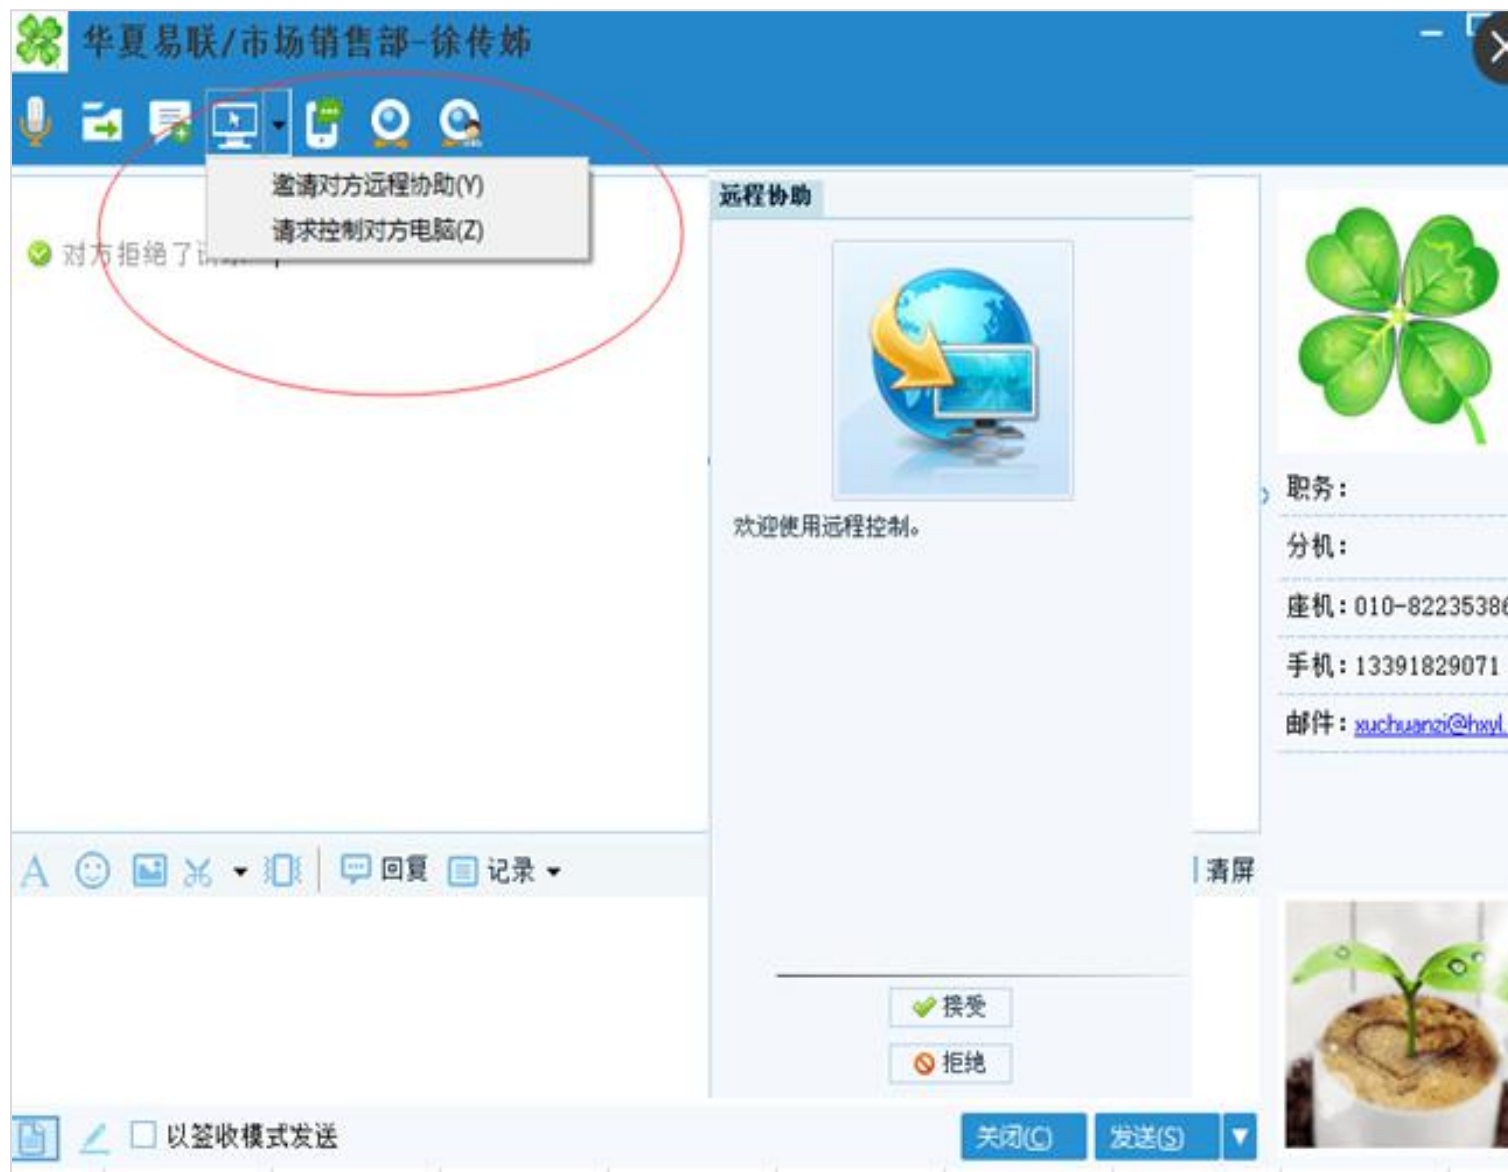 华夏易联/市场销售部-徐传姊
邀请对方远程协助(Y)
请求控制对方电脑(Z)
对方拒绝了
远程协助
欢迎使用远程控制。
接受
拒绝
职务：
分机：
座机：010-82235386
手机：13391829071
邮件：xuchuanzi@hxyl.
A
回复
记录
清屏
以签收模式发送
关闭(C)
发送(S)